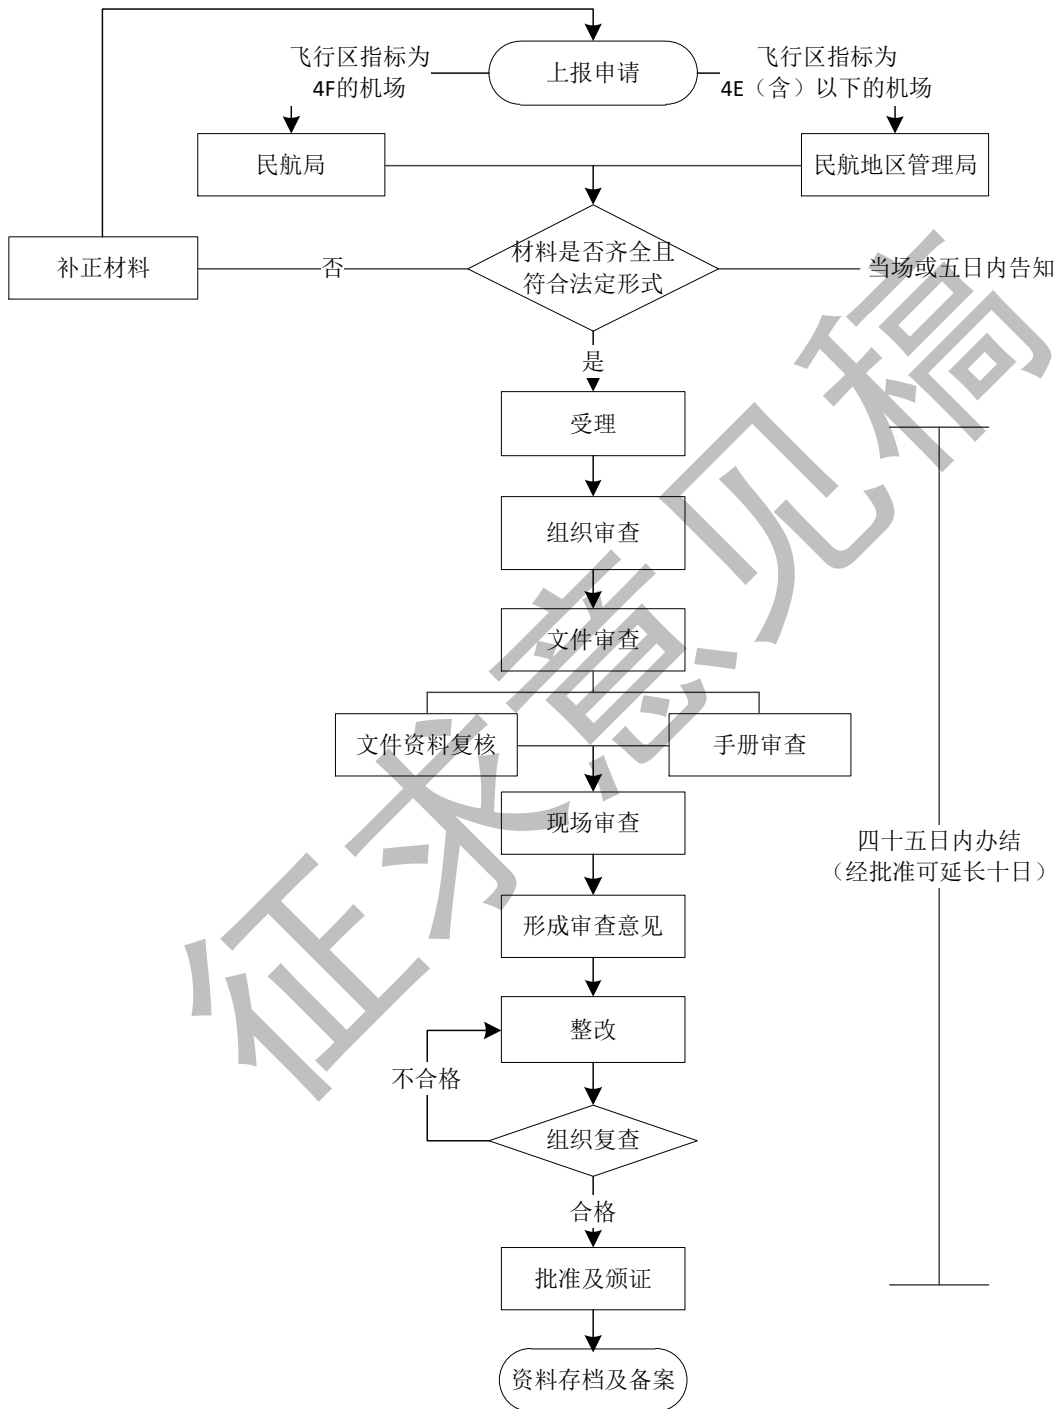 上报申请
飞行区指标为
4F的机场
飞行区指标为
4E（含）以下的机场
民航局
民航地区管理局
补正材料
否
材料是否齐全且
符合法定形式
当场或五日内告知
是
受理
组织审查
文件审查
文件资料复核
手册审查
现场审查
四十五日内办结
（经批准可延长十日）
形成审查意见
整改
不合格
组织复查
合格
批准及颁证
资料存档及备案
征求意见稿